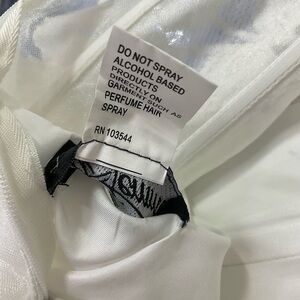 DO NOT SPRAY
ALCOHOL BASED
PRODUCTS
DIRECTLY ON
GARMENT SUCH AS
PERFUME HAIR
SPRAY
RN 103544